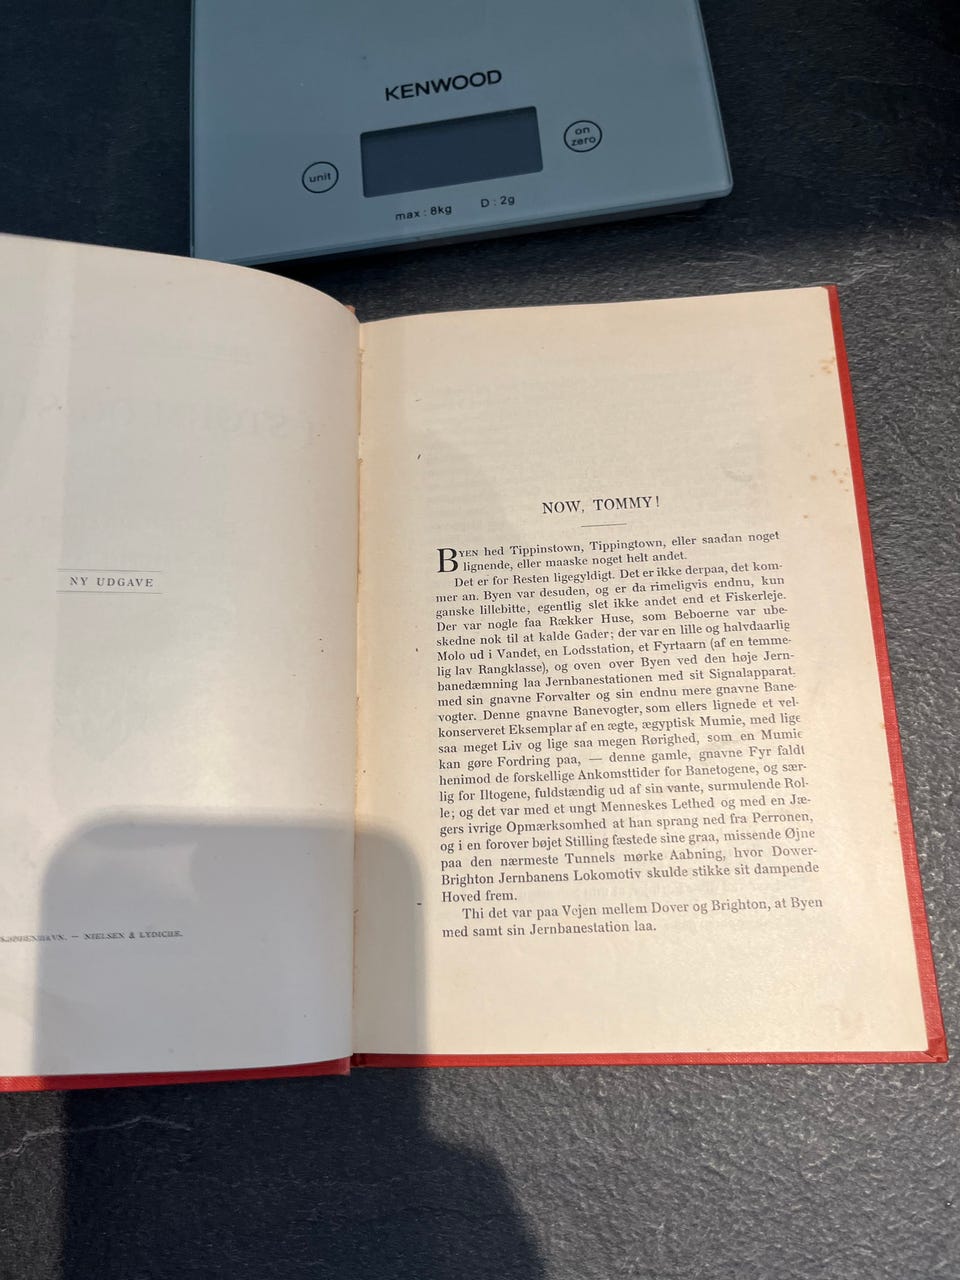 KENWOOD
unit
on
zero
max : 8kg D : 2g
NY UDGAVE
NIELSEN & LYDICHE.
NOW, TOMMY!
BYEN hed Tippinstown, Tippingtown, eller saadan noget
lignende, eller maaske noget helt andet.
Det er for Resten ligegyldigt. Det er ikke derpaa, det kom-
mer an. Byen var desuden, og er da rimeligvis endnu, kun
ganske lillebitte, egentlig slet ikke andet end et Fiskerleje.
Der var nogle faa Rækker Huse, som Beboerne var ube-
skedne nok til at kalde Gader; der var en lille og halvdaarlig
Molo ud i Vandet, en Lodsstation, et Fyrtaarn (af en temme-
lig lav Rangklasse), og oven over Byen ved den høje Jern-
banedæmning laa Jernbanestationen med sit Signalapparat,
med sin gnavne Forvalter og sin endnu mere gnavne Bane-
vogter. Denne gnavne Banevogter, som ellers lignede et vel-
konserveret Eksemplar af en ægte, ægyptisk Mumie, med lige
saa meget Liv og lige saa megen Rørighed, som en Mumie
kan gøre Fordring paa, — denne gamle, gnavne Fyr faldt
henimod de forskellige Ankomsttider for Banetogene, og sær-
lig for Iltogene, fuldstændig ud af sin vante, surmulende Rol-
le; og det var med et ungt Menneskes Lethed og med en Jæ-
gers ivrige Opmærksomhed at han sprang ned fra Perronen,
og i en forover bøjet Stilling fæstede sine graa, missende Øjne
paa den nærmeste Tunnels mørke Aabning, hvor Dower-
Brighton Jernbanens Lokomotiv skulde stikke sit dampende
Hoved frem.
Thi det var paa Vejen mellem Dover og Brighton, at Byen
med samt sin Jernbanestation laa.